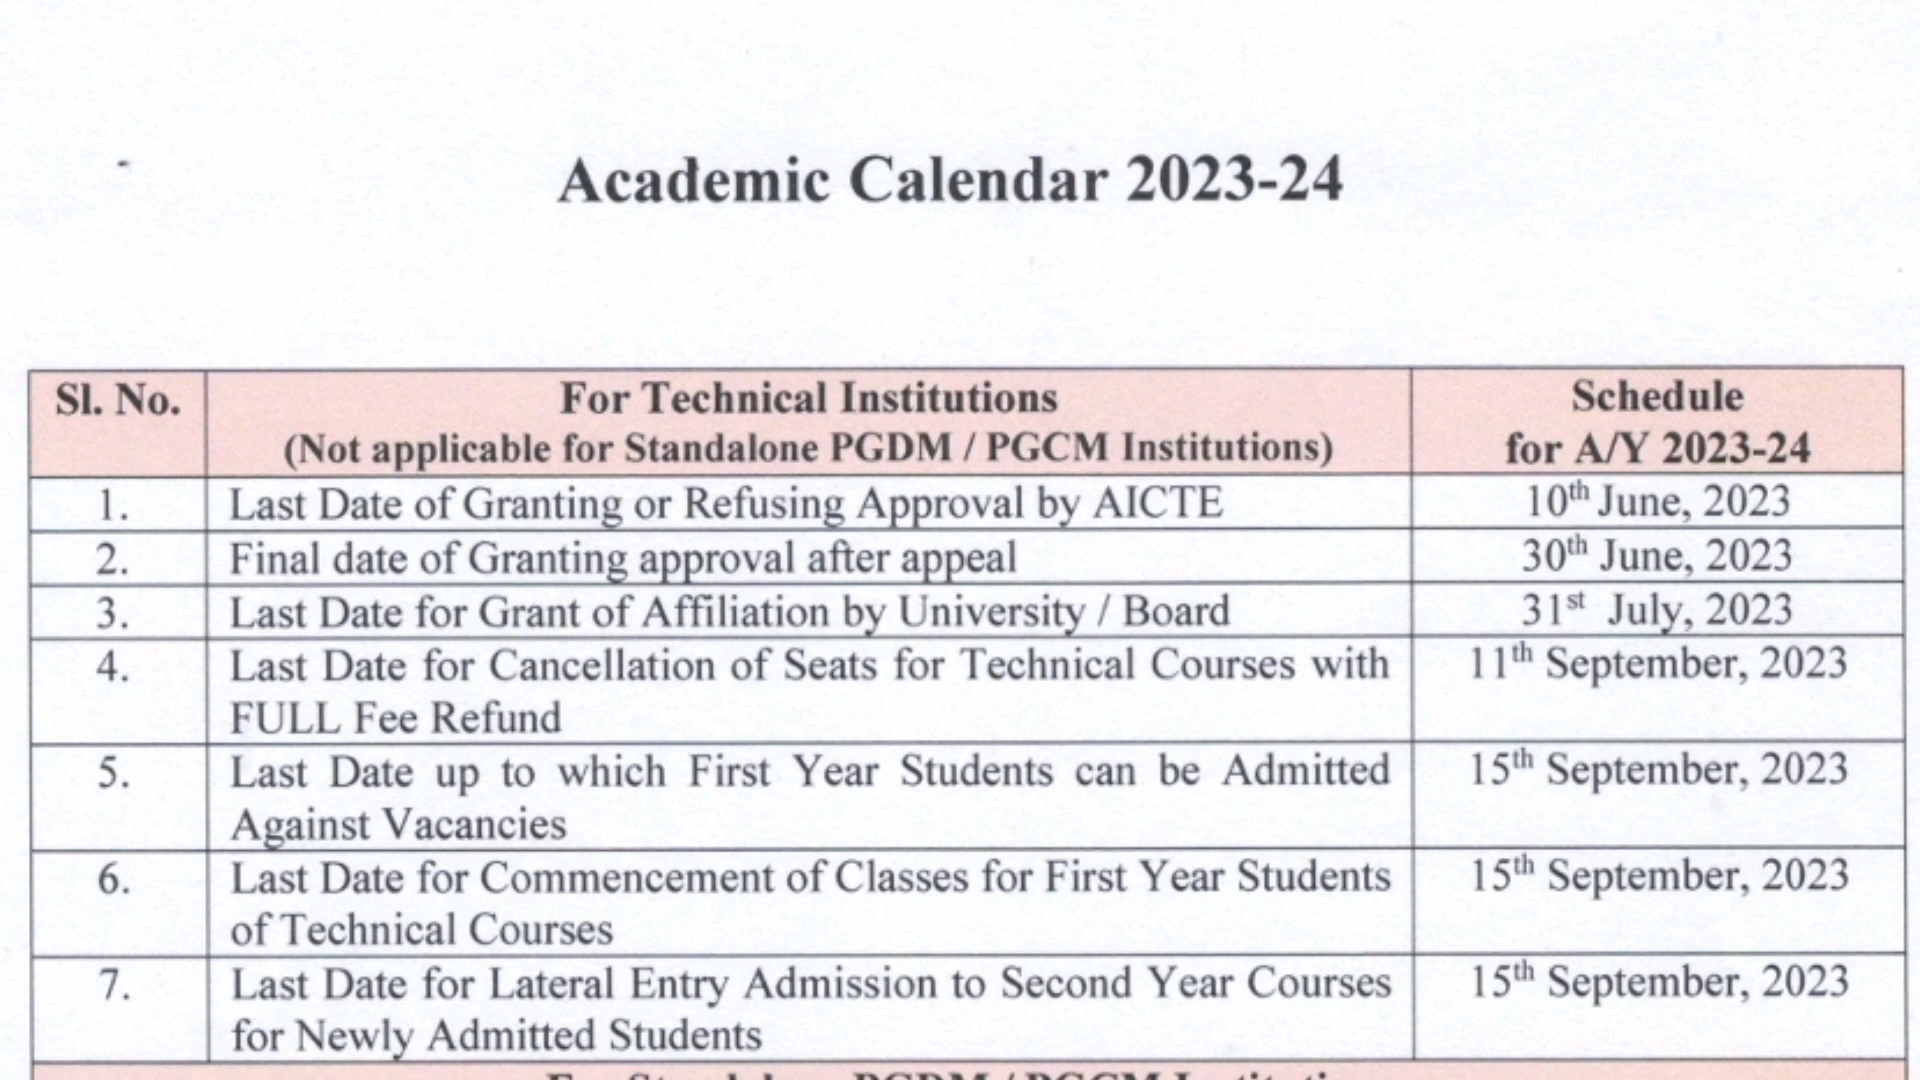 Academic Calendar 2023-24
Sl. No.
For Technical Institutions
(Not applicable for Standalone PGDM / PGCM Institutions)
Schedule
for A/Y 2023-24
1.
Last Date of Granting or Refusing Approval by AICTE
10th June, 2023
2.
Final date of Granting approval after appeal
30th June, 2023
3.
Last Date for Grant of Affiliation by University / Board
31st July, 2023
4.
Last Date for Cancellation of Seats for Technical Courses with
FULL Fee Refund
11th September, 2023
5.
Last Date up to which First Year Students can be Admitted
Against Vacancies
15th September, 2023
6.
Last Date for Commencement of Classes for First Year Students
of Technical Courses
15th September, 2023
7.
Last Date for Lateral Entry Admission to Second Year Courses
for Newly Admitted Students
15th September, 2023
For Standalone PGDM / PGCM